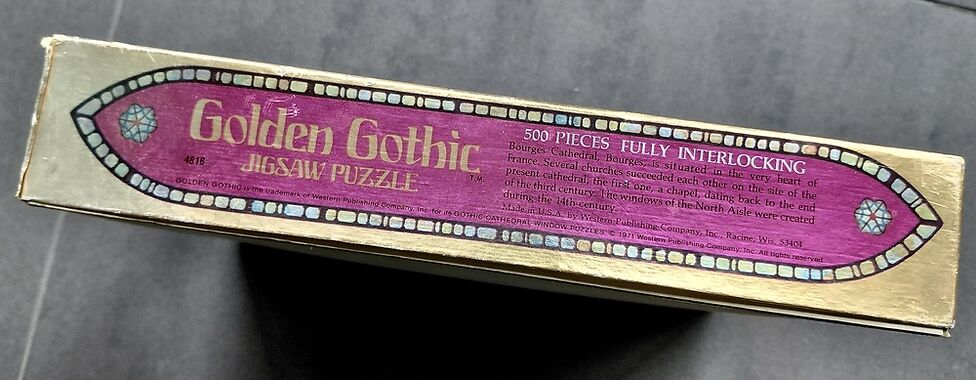 Golden Gothic T.M.
JIGSAW PUZZLE
4816
500 PIECES FULLY INTERLOCKING
Bourges Cathedral, Bourges, is situated in the very heart of
France. Several churches succeeded each other on the site of the
present cathedral; the first one, a chapel, dating back to the end
of the third century. The windows of the North Aisle were created
during the 14th century.
Made in U.S.A. by Western Publishing Company, Inc., Racine, Wis. 53404
GOLDEN GOTHIC is the trademark of Western Publishing Company, Inc. for its GOTHIC CATHEDRAL WINDOW PUZZLES. © 1971 Western Publishing Company, Inc. All rights reserved